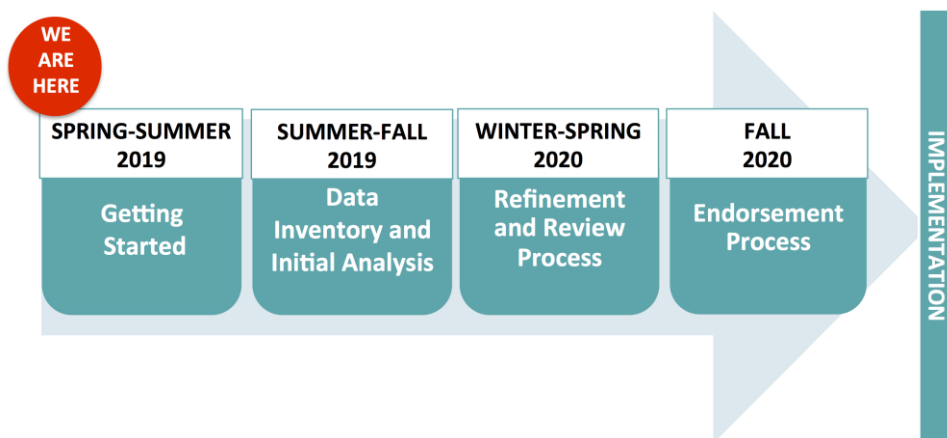 WE
ARE
HERE
SPRING-SUMMER
2019
Getting
Started
SUMMER-FALL
2019
Data
Inventory and
Initial Analysis
WINTER-SPRING
2020
Refinement
and Review
Process
FALL
2020
Endorsement
Process
IMPLEMENTATION